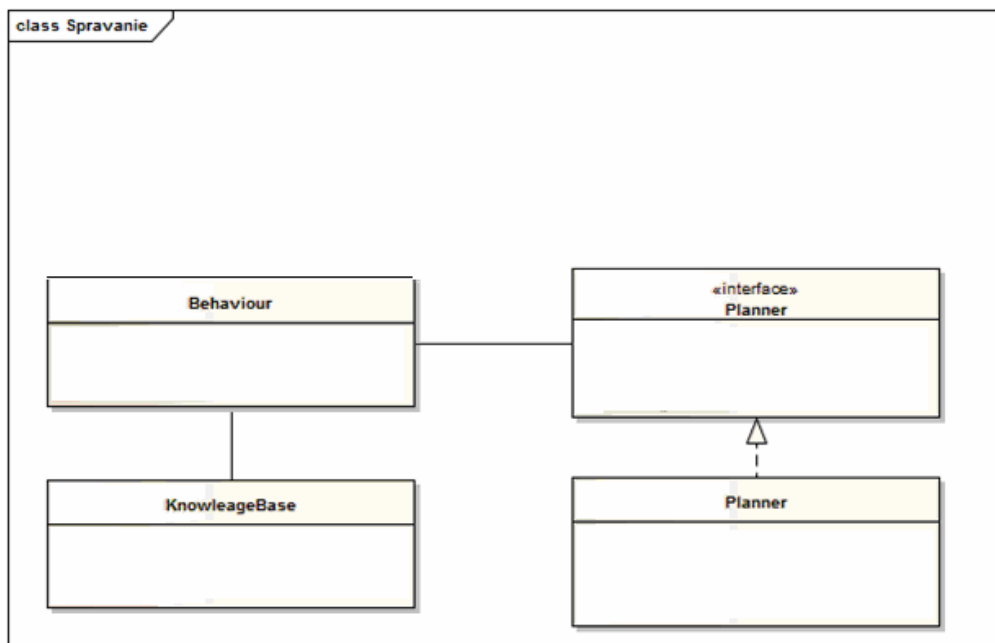 class Spravanie
Behaviour
«interface»
Planner
KnowleageBase
Planner